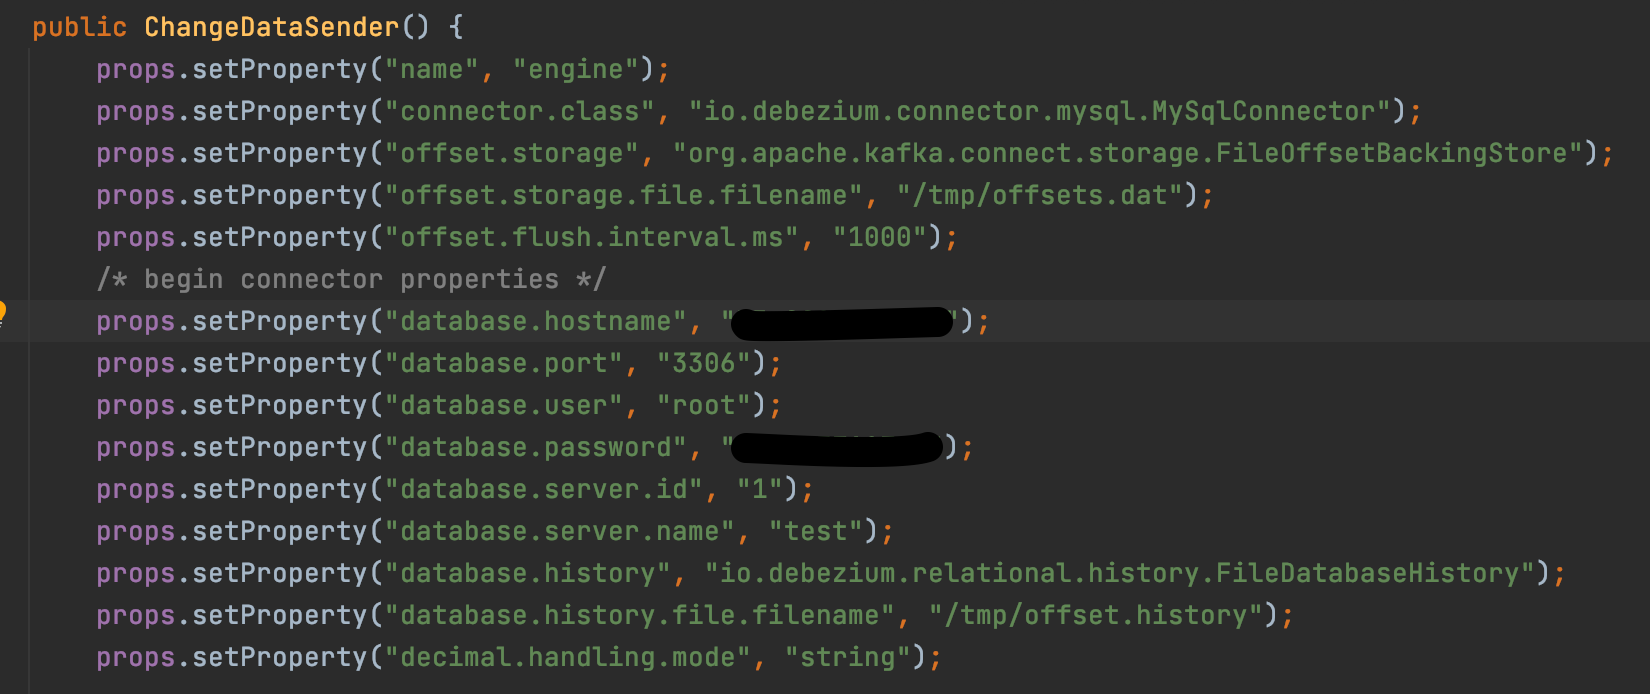 public ChangeDataSender() {
props.setProperty("name", "engine");
props.setProperty("connector.class", "io.debezium.connector.mysql.MySqlConnector");
props.setProperty("offset.storage", "org.apache.kafka.connect.storage.FileOffsetBackingStore");
props.setProperty("offset.storage.file.filename", "/tmp/offsets.dat");
props.setProperty("offset.flush.interval.ms", "1000");
/* begin connector properties */
props.setProperty("database.hostname", "");
props.setProperty("database.port", "3306");
props.setProperty("database.user", "root");
props.setProperty("database.password", ");
props.setProperty("database.server.id", "1");
props.setProperty("database.server.name", "test");
props.setProperty("database.history", "io.debezium.relational.history.FileDatabaseHistory");
props.setProperty("database.history.file.filename", "/tmp/offset.history");
props.setProperty("decimal.handling.mode", "string");